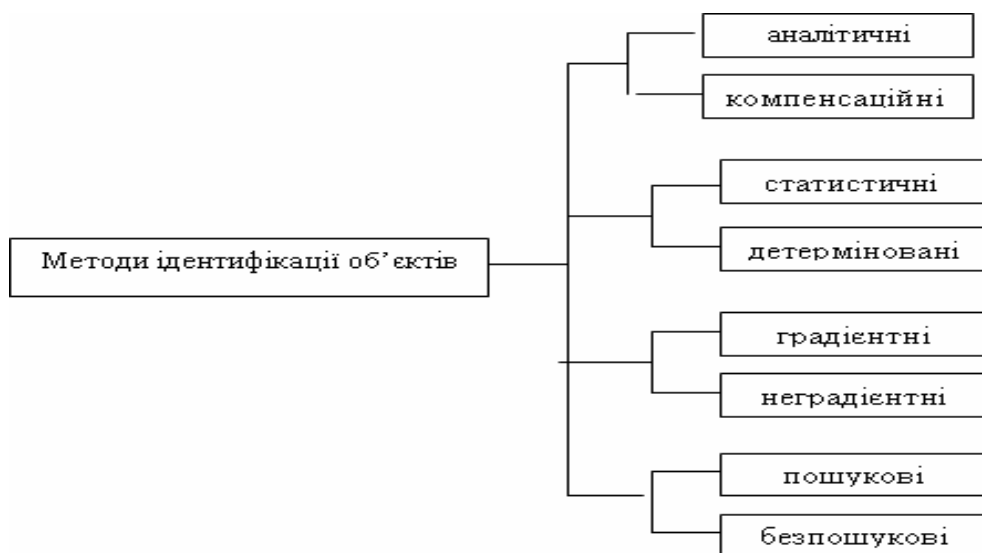 аналітичні
компенсаційні
статистичні
Методи ідентифікації об’єктів
детерміновані
градієнтні
неградієнтні
пошукові
безпошукові